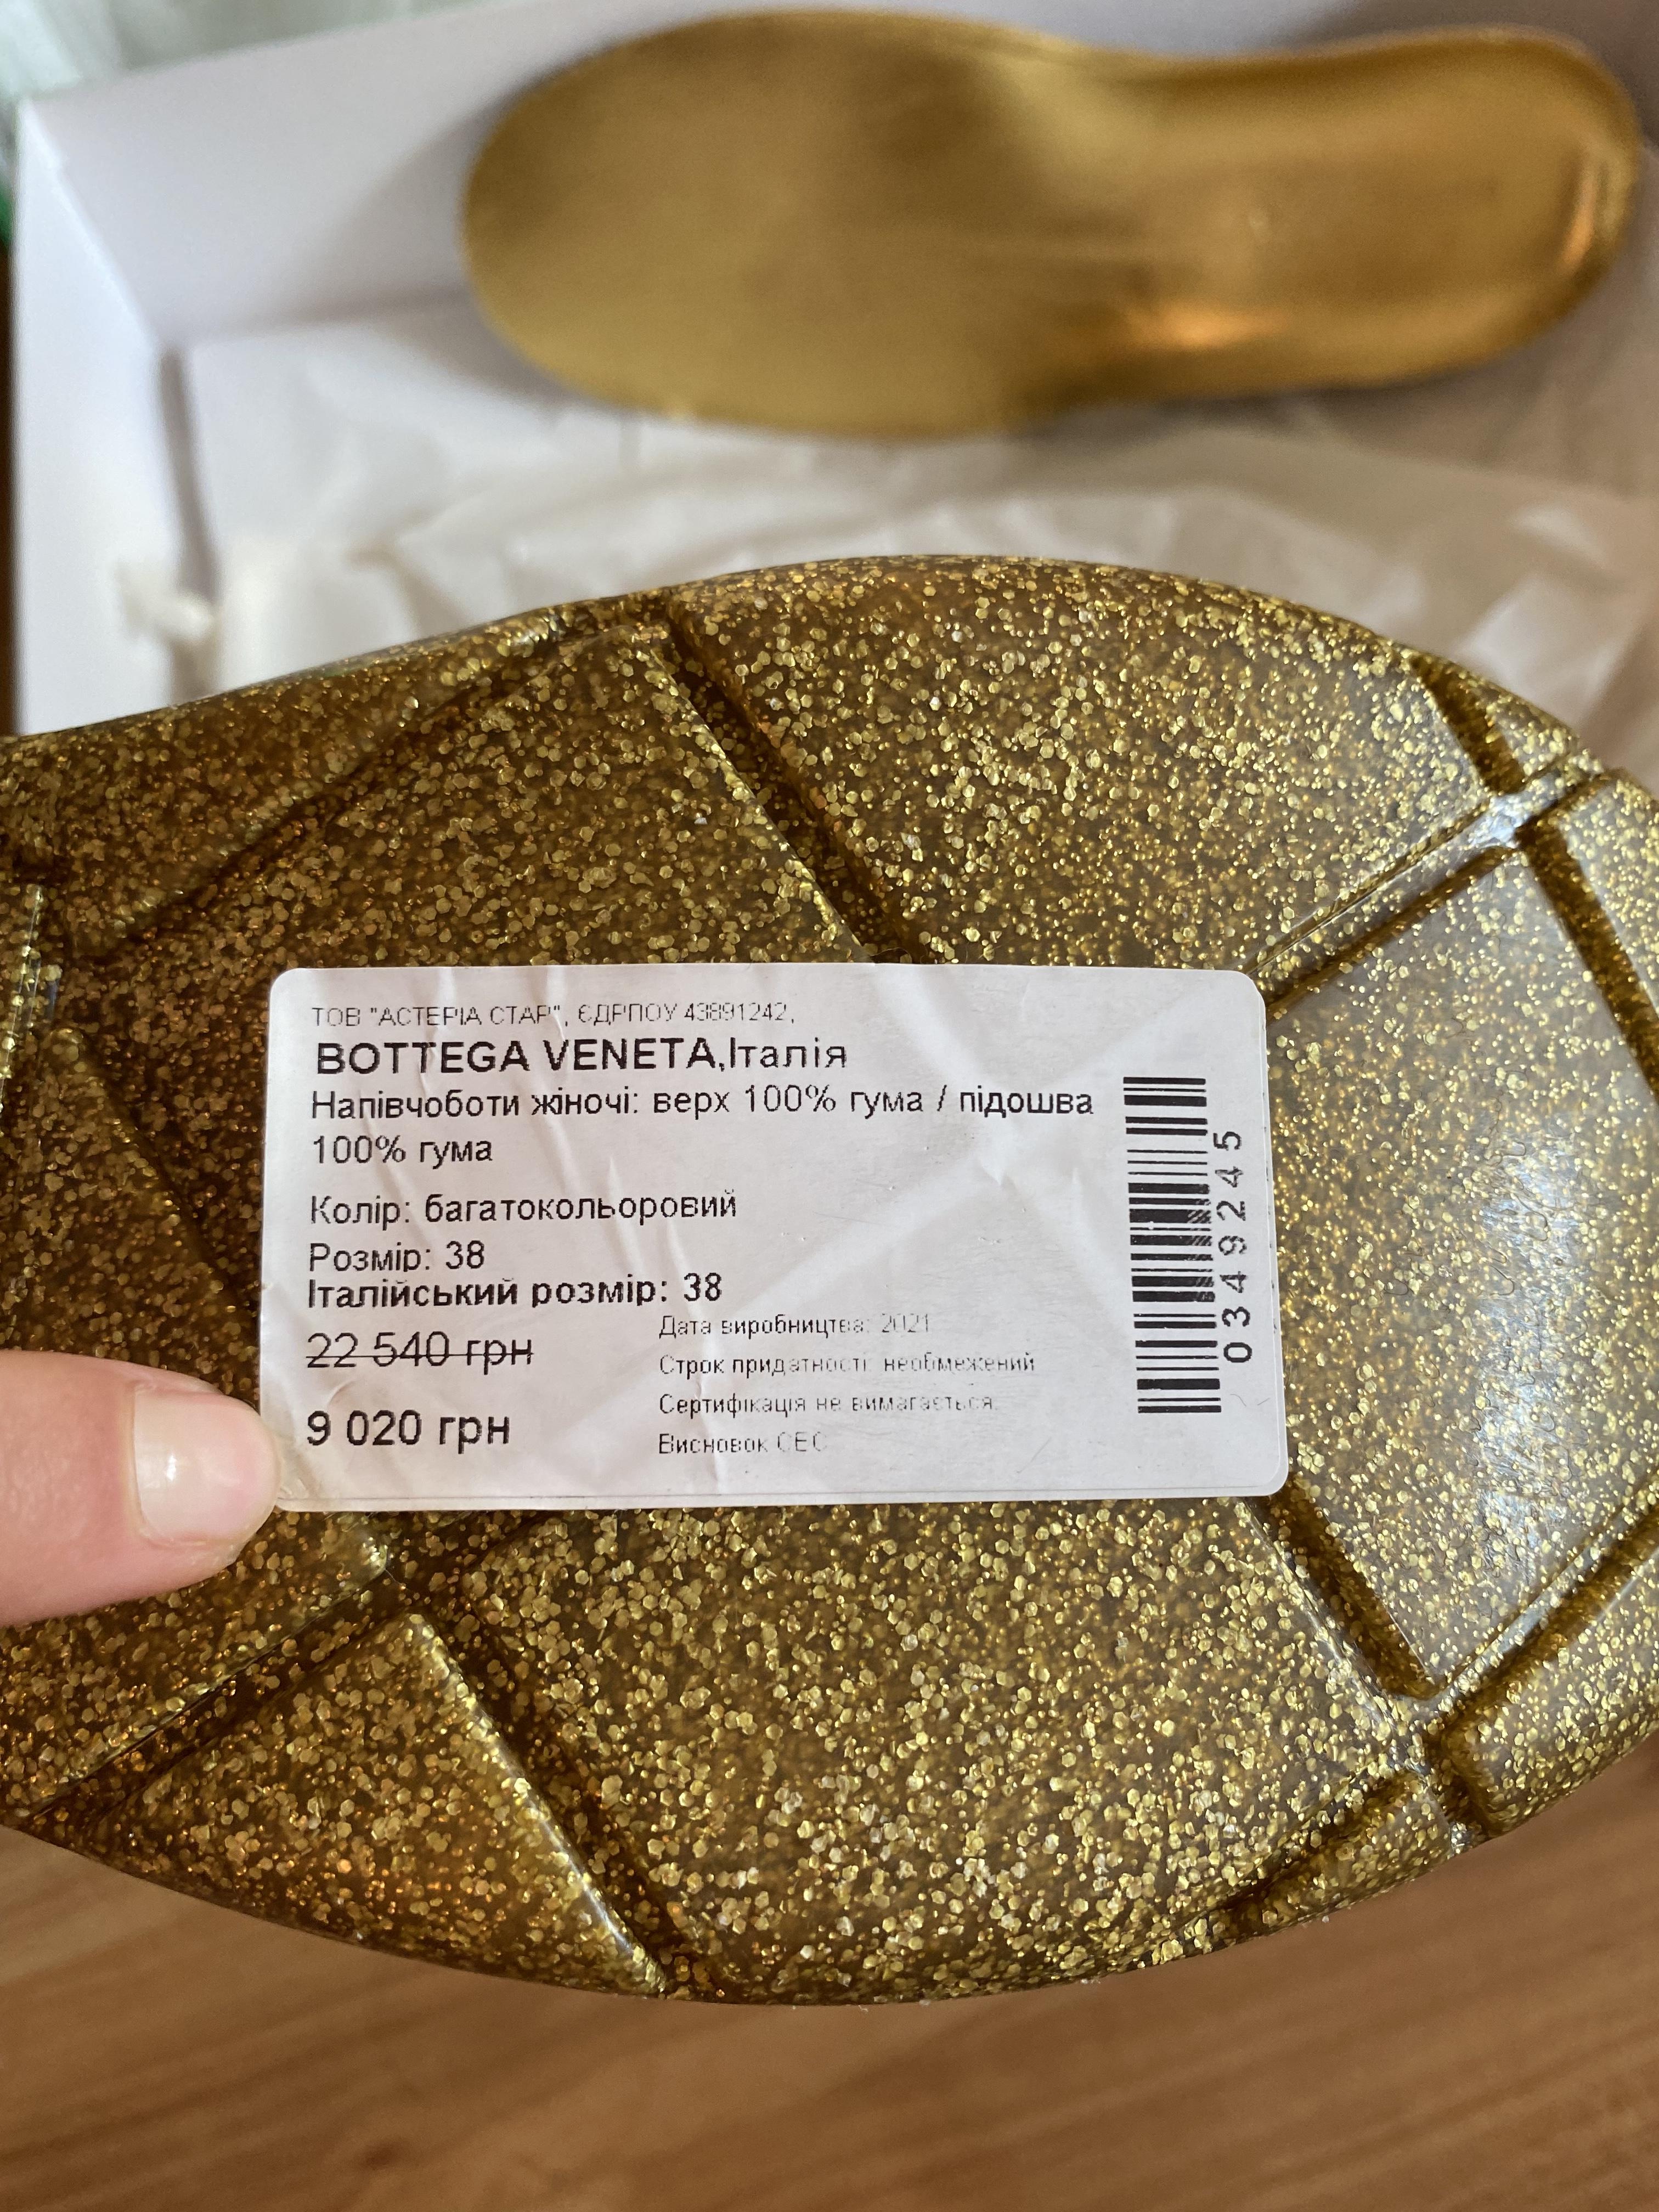 ТОВ "АСТЕРІА СТАР", ЄДРПОУ 43891242,
BOTTEGA VENETA,Італія
Напівчоботи жіночі: верх 100% гума / підошва
100% гума
Колір: багатокольоровий
Розмір: 38
Італійський розмір: 38
22 540 грн
9 020 грн
Дата виробництва: 2021
Строк придатності: необмежений
Сертифікація не вимагається.
Висновок СЕС
0349245